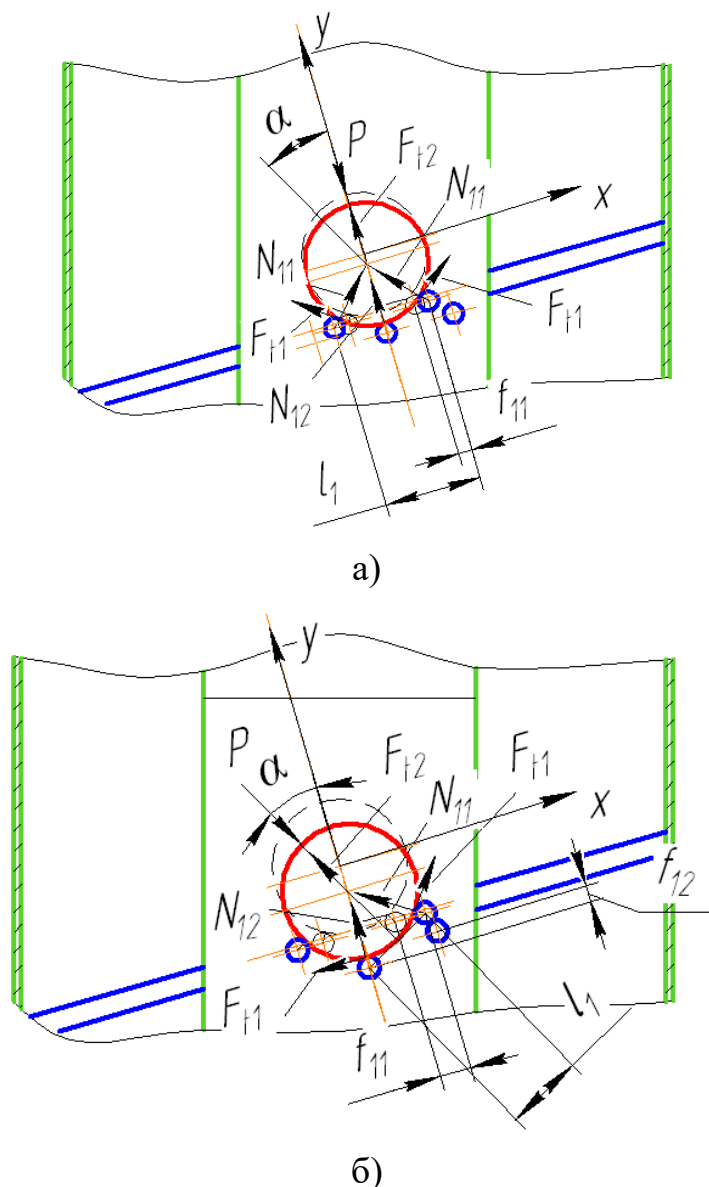 y
α
P
F_t2
N_11
x
N_11
F_t1
F_t1
N_12
f_11
l_1
а)
y
P
α
F_t2
F_t1
N_11
x
f_12
N_12
F_t1
l_1
f_11
б)